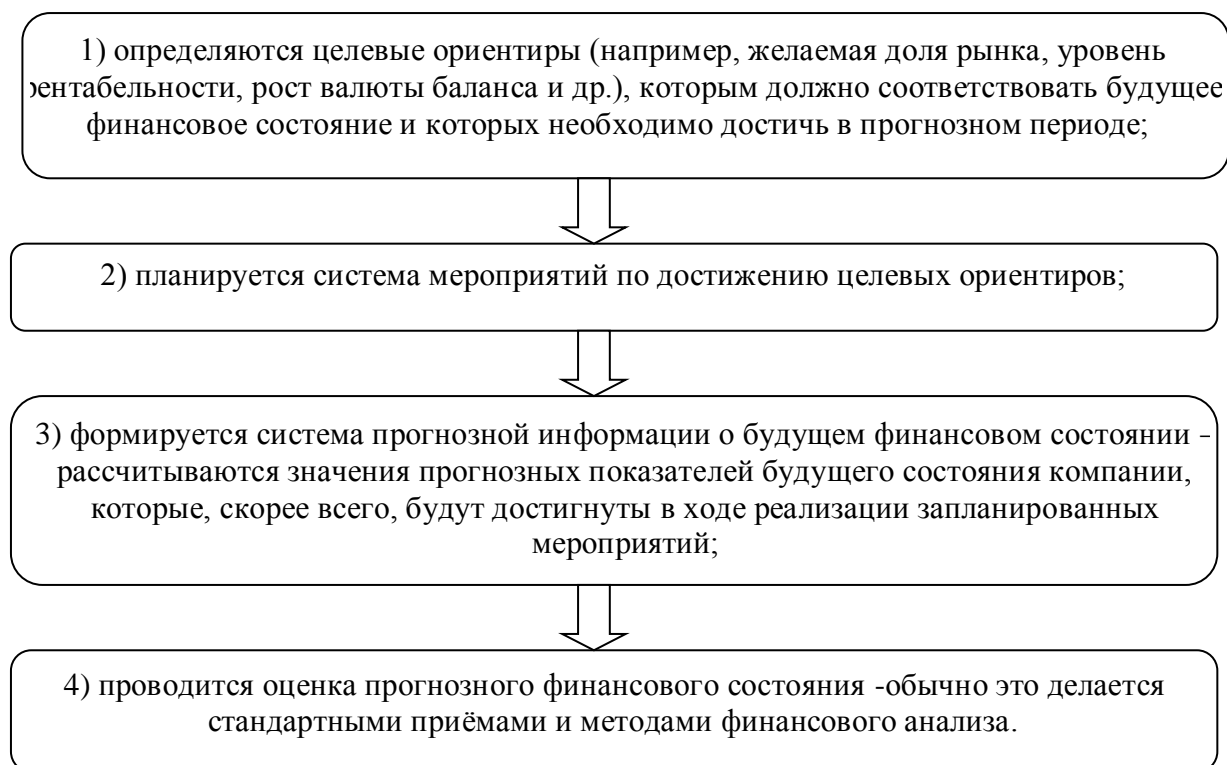 1) определяются целевые ориентиры (например, желаемая доля рынка, уровень
рентабельности, рост валюты баланса и др.), которым должно соответствовать будущее
финансовое состояние и которых необходимо достичь в прогнозном периоде;
2) планируется система мероприятий по достижению целевых ориентиров;
3) формируется система прогнозной информации о будущем финансовом состоянии –
рассчитываются значения прогнозных показателей будущего состояния компании,
которые, скорее всего, будут достигнуты в ходе реализации запланированных
мероприятий;
4) проводится оценка прогнозного финансового состояния -обычно это делается
стандартными приёмами и методами финансового анализа.